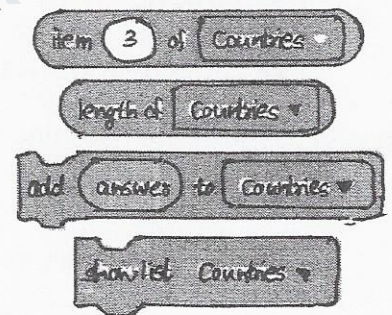 item 3 of Countries
length of Countries
add answer to Countries
show list Countries